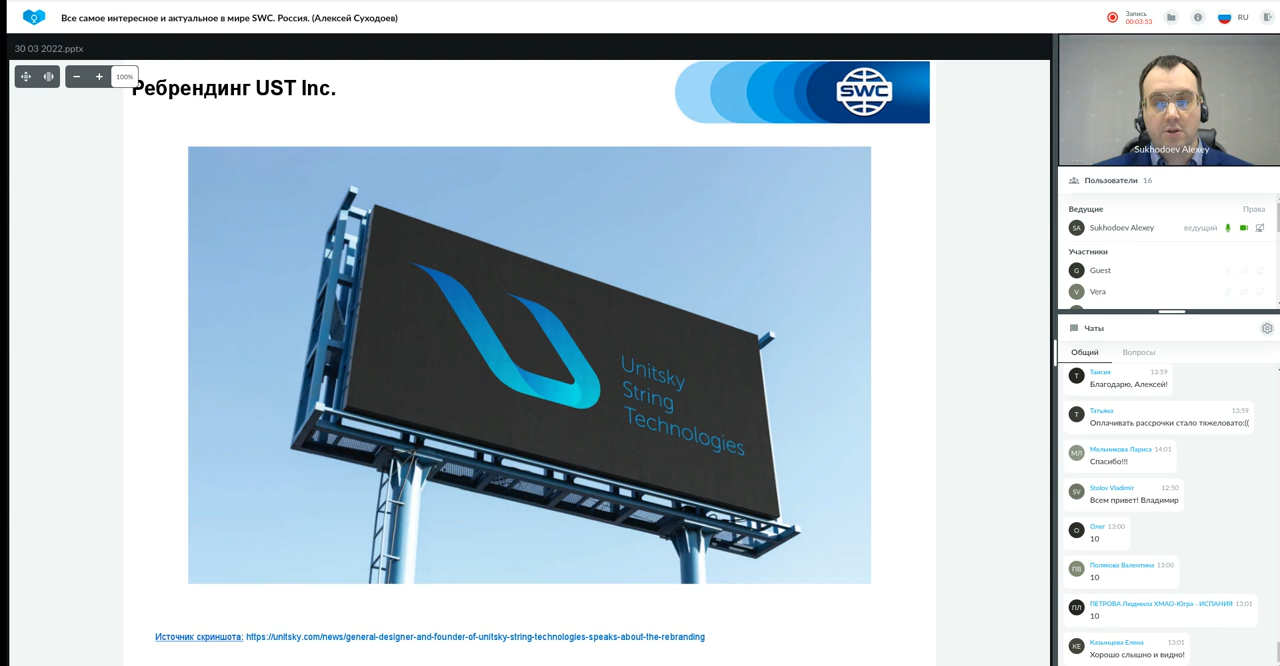 Все самое интересное и актуальное в мире SWC. Россия. (Алексей Суходоев)
Запись
00:03:53
RU
30 03 2022.pptx
100%
Ребрендинг UST Inc.
SWC
Unitsky
String
Technologies
Источник скриншота: https://unitsky.com/news/general-designer-and-founder-of-unitsky-string-technologies-speaks-about-the-rebranding
Sukhodoev Alexey
Пользователи 16
Ведущие Права
SA Sukhodoev Alexey ведущий
Участники
G Guest
V Vera
Чаты
Общий Вопросы
Т Таисия 13:59
Благодарю, Алексей!
Т Татьяна 13:59
Оплачивать рассрочки стало тяжеловато:((
МЛ Мельникова Лариса 14:01
Спасибо!!!
SV Stolov Vladimir 12:50
Всем привет! Владимир
О Олег 13:00
10
ПВ Полякова Валентина 13:00
10
ПЛ ПЕТРОВА Людмила ХМАО-Югра - ИСПАНИЯ 13:01
10
КЕ Казынцева Елена 13:01
Хорошо слышно и видно!